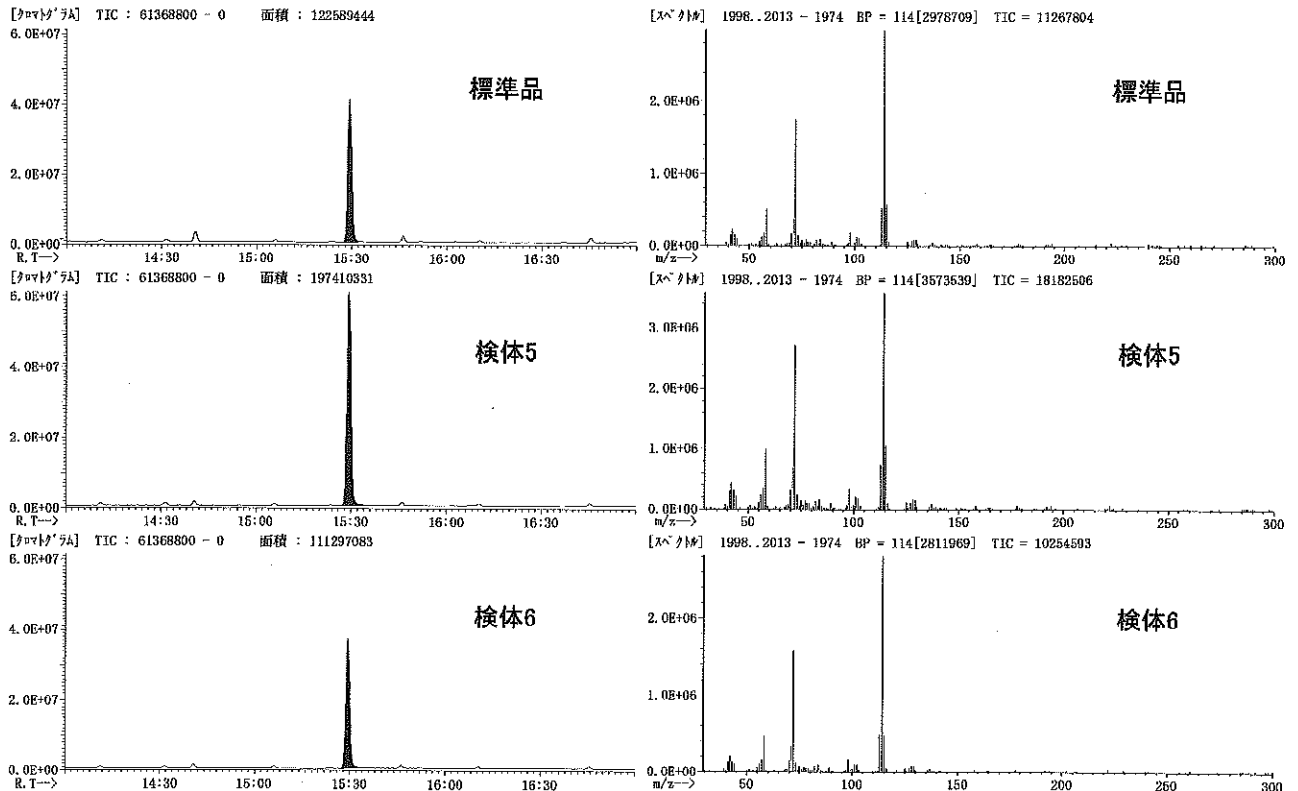 [クロマトグラム] TIC : 61368800 - 0 面積 : 122589444
6.0E+07
4.0E+07
2.0E+07
0.0E+00
R.T-->
14:30 15:00 15:30 16:00 16:30
標準品
[スペクトル] 1998..2013 - 1974 BP = 114[2978709] TIC = 11267804
2.0E+06
1.0E+06
0.0E+00
m/z-->
50 100 150 200 250 300
標準品
[クロマトグラム] TIC : 61368800 - 0 面積 : 197410331
6.0E+07
4.0E+07
2.0E+07
0.0E+00
R.T-->
14:30 15:00 15:30 16:00 16:30
検体5
[スペクトル] 1998..2013 - 1974 BP = 114[3573539] TIC = 18182506
3.0E+06
2.0E+06
1.0E+06
0.0E+00
m/z-->
50 100 150 200 250 300
検体5
[クロマトグラム] TIC : 61368800 - 0 面積 : 111297083
6.0E+07
4.0E+07
2.0E+07
0.0E+00
R.T-->
14:30 15:00 15:30 16:00 16:30
検体6
[スペクトル] 1998..2013 - 1974 BP = 114[2811969] TIC = 10254593
2.0E+06
1.0E+06
0.0E+00
m/z-->
50 100 150 200 250 300
検体6